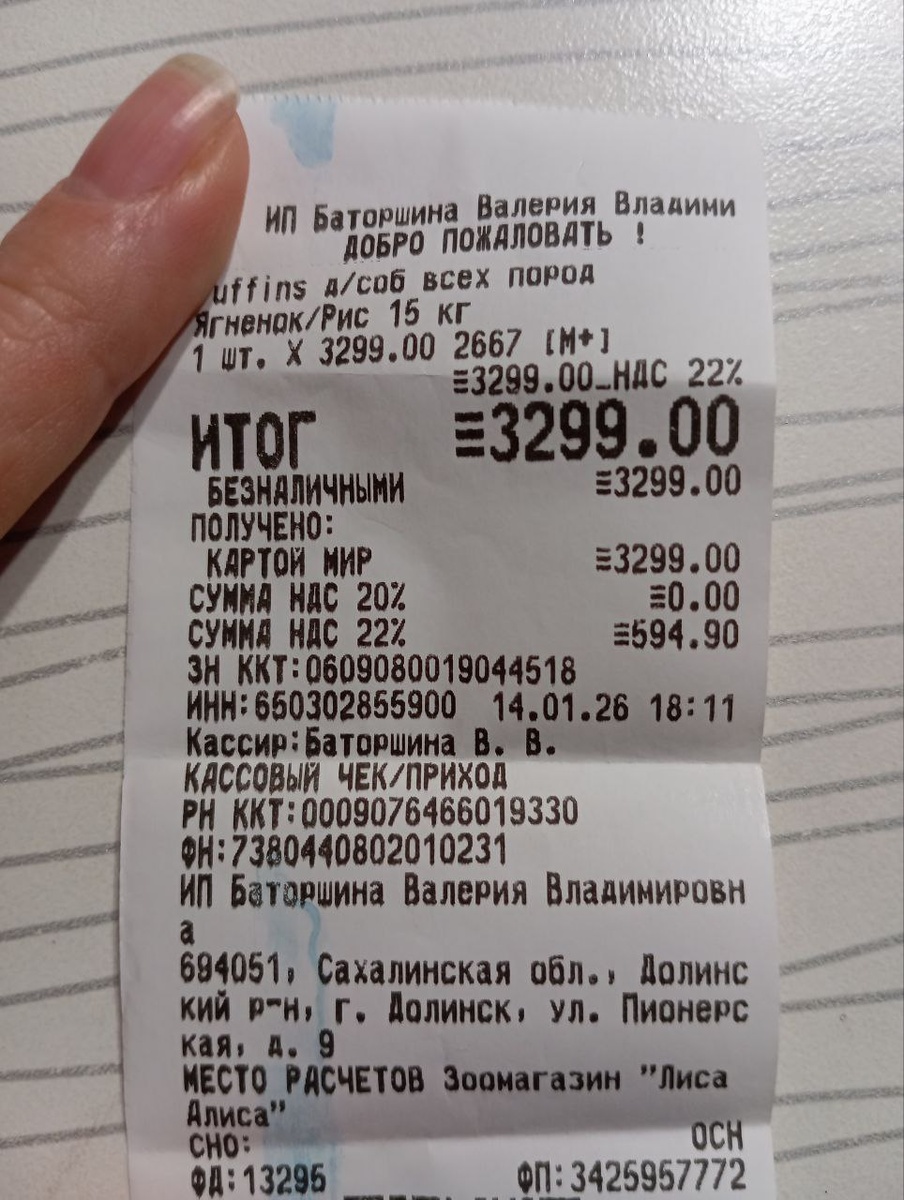 ИП Баторшина Валерия Владими
ДОБРО ПОЖАЛОВАТЬ !
uffins д/соб всех пород
Ягненок/Рис 15 кг
1 шт. X 3299.00 2667 [М+]
≡3299.00_НДС 22%
ИТОГ ≡3299.00
БЕЗНАЛИЧНЫМИ ≡3299.00
ПОЛУЧЕНО:
КАРТОЙ МИР ≡3299.00
СУММА НДС 20% ≡0.00
СУММА НДС 22% ≡594.90
ЗН ККТ:0609080019044518
ИНН:650302855900 14.01.26 18:11
Кассир:Баторшина В. В.
КАССОВЫЙ ЧЕК/ПРИХОД
РН ККТ:0009076466019330
ФН:7380440802010231
ИП Баторшина Валерия Владимировн
а
694051, Сахалинская обл., Долинс
кий р-н, г. Долинск, ул. Пионерс
кая, д. 9
МЕСТО РАСЧЕТОВ Зоомагазин "Лиса
Алиса"
СНО: ОСН
ФД:13295 ФП:3425957772